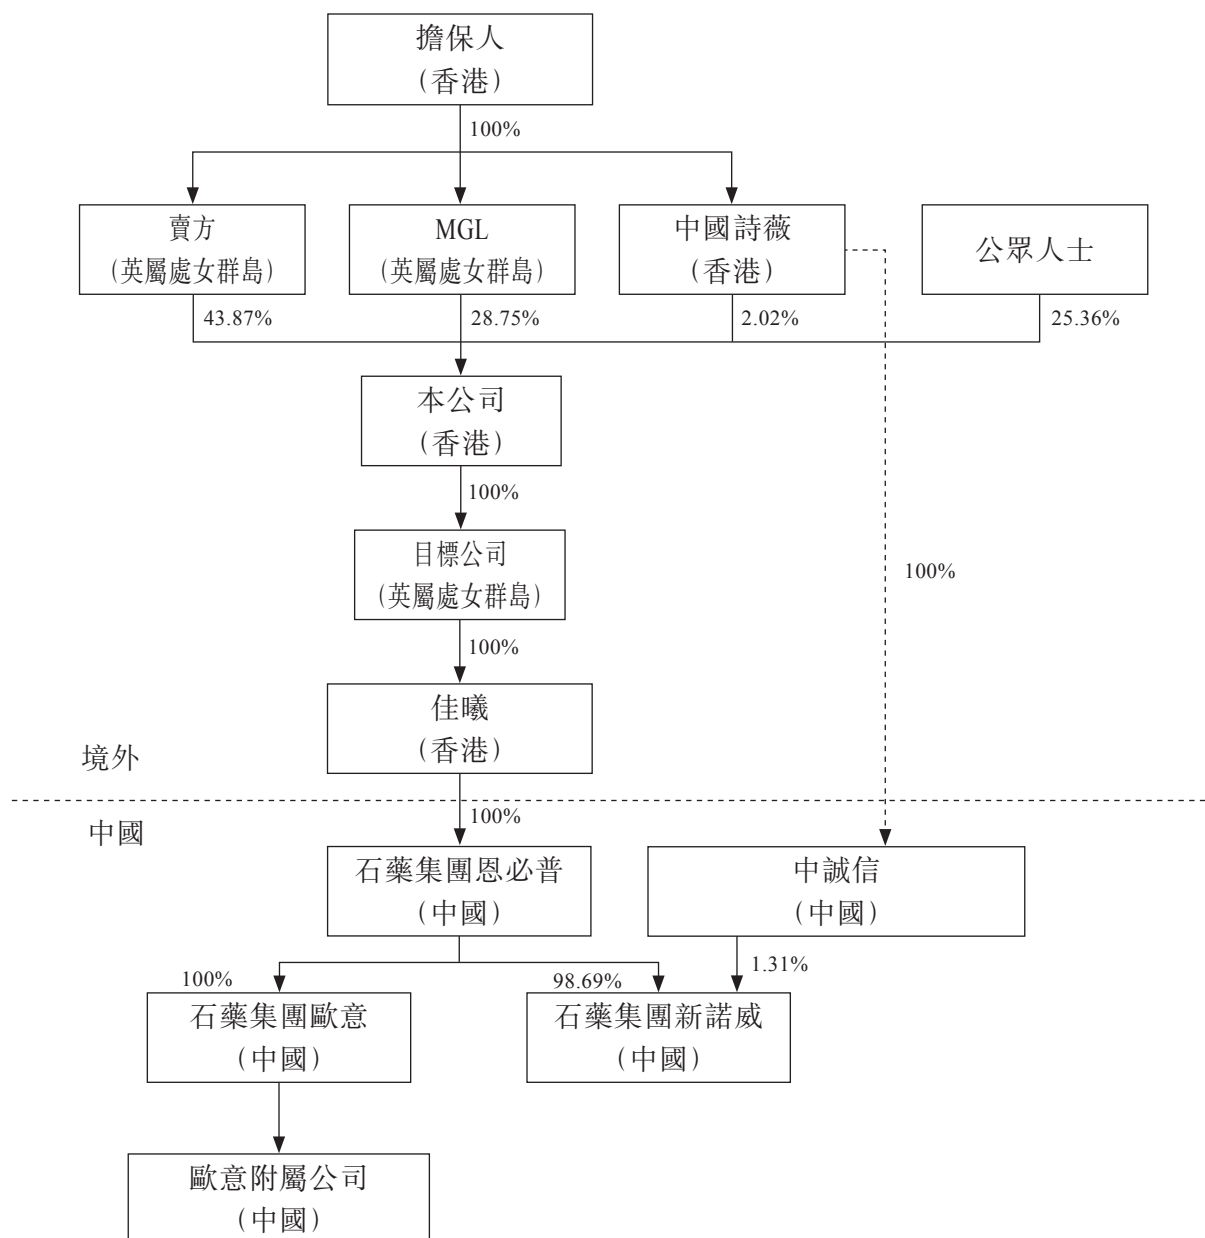 擔保人
(香港)
100%
賣方
(英屬處女群島)
MGL
(英屬處女群島)
中國詩薇
(香港)
公眾人士
43.87%
28.75%
2.02%
25.36%
本公司
(香港)
100%
目標公司
(英屬處女群島)
100%
100%
佳曦
(香港)
境外
100%
中國
石藥集團恩必普
(中國)
中誠信
(中國)
100%
98.69%
1.31%
石藥集團歐意
(中國)
石藥集團新諾威
(中國)
歐意附屬公司
(中國)